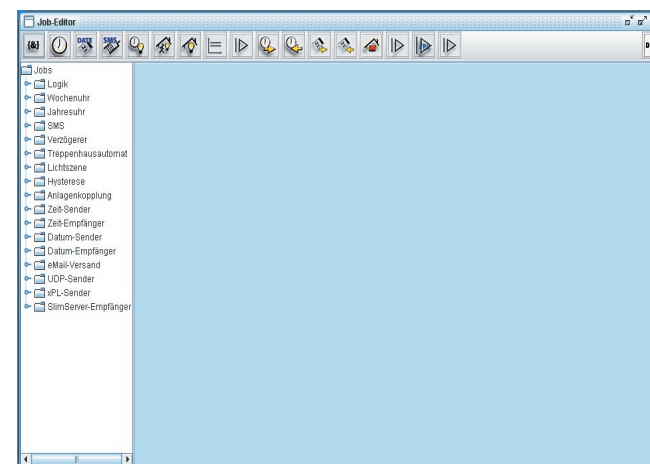 Job-Editor
{&} DATE SMS
Jobs
Logik
Wochenuhr
Jahresuhr
SMS
Verzögerer
Treppenhausautomat
Lichtszene
Hysterese
Anlagenkopplung
Zeit-Sender
Zeit-Empfänger
Datum-Sender
Datum-Empfänger
eMail-Versand
UDP-Sender
xPL-Sender
SlimServer-Empfänger